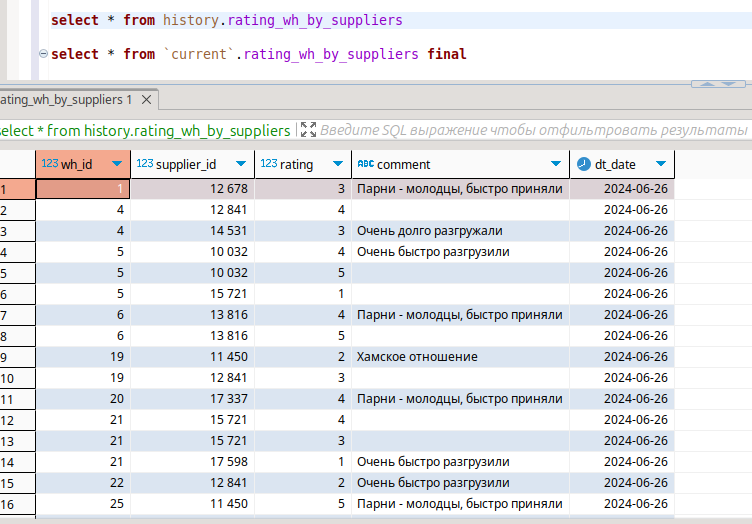 select * from history.rating_wh_by_suppliers
select * from `current`.rating_wh_by_suppliers final
ating_wh_by_suppliers 1
select * from history.rating_wh_by_suppliers Введите SQL выражение чтобы отфильтровать результаты
123 wh_id 123 supplier_id 123 rating ABC comment dt_date
1 1 12 678 3 Парни - молодцы, быстро приняли 2024-06-26
2 4 12 841 4 2024-06-26
3 4 14 531 3 Очень долго разгружали 2024-06-26
4 5 10 032 4 Очень быстро разгрузили 2024-06-26
5 5 10 032 5 2024-06-26
6 5 15 721 1 2024-06-26
7 6 13 816 4 Парни - молодцы, быстро приняли 2024-06-26
8 6 13 816 5 2024-06-26
9 19 11 450 2 Хамское отношение 2024-06-26
10 19 12 841 3 2024-06-26
11 20 17 337 4 Парни - молодцы, быстро приняли 2024-06-26
12 21 15 721 4 2024-06-26
13 21 15 721 3 2024-06-26
14 21 17 598 1 Очень быстро разгрузили 2024-06-26
15 22 12 841 2 Очень быстро разгрузили 2024-06-26
16 25 11 450 5 Парни - молодцы, быстро приняли 2024-06-26